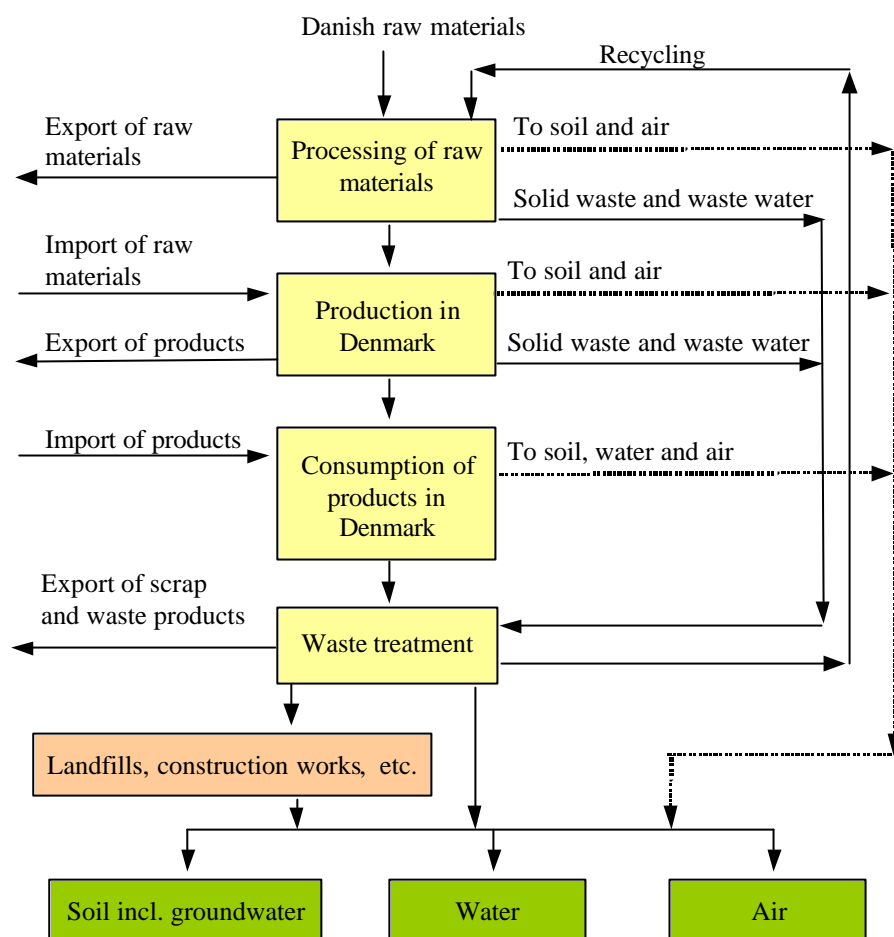 Danish raw materials
Recycling
Export of raw
materials
Processing of raw
materials
To soil and air
Solid waste and waste water
Import of raw
materials
Production in
Denmark
To soil and air
Export of products
Solid waste and waste water
Import of products
Consumption of
products in
Denmark
To soil, water and air
Export of scrap
and waste products
Waste treatment
Landfills, construction works, etc.
Soil incl. groundwater
Water
Air